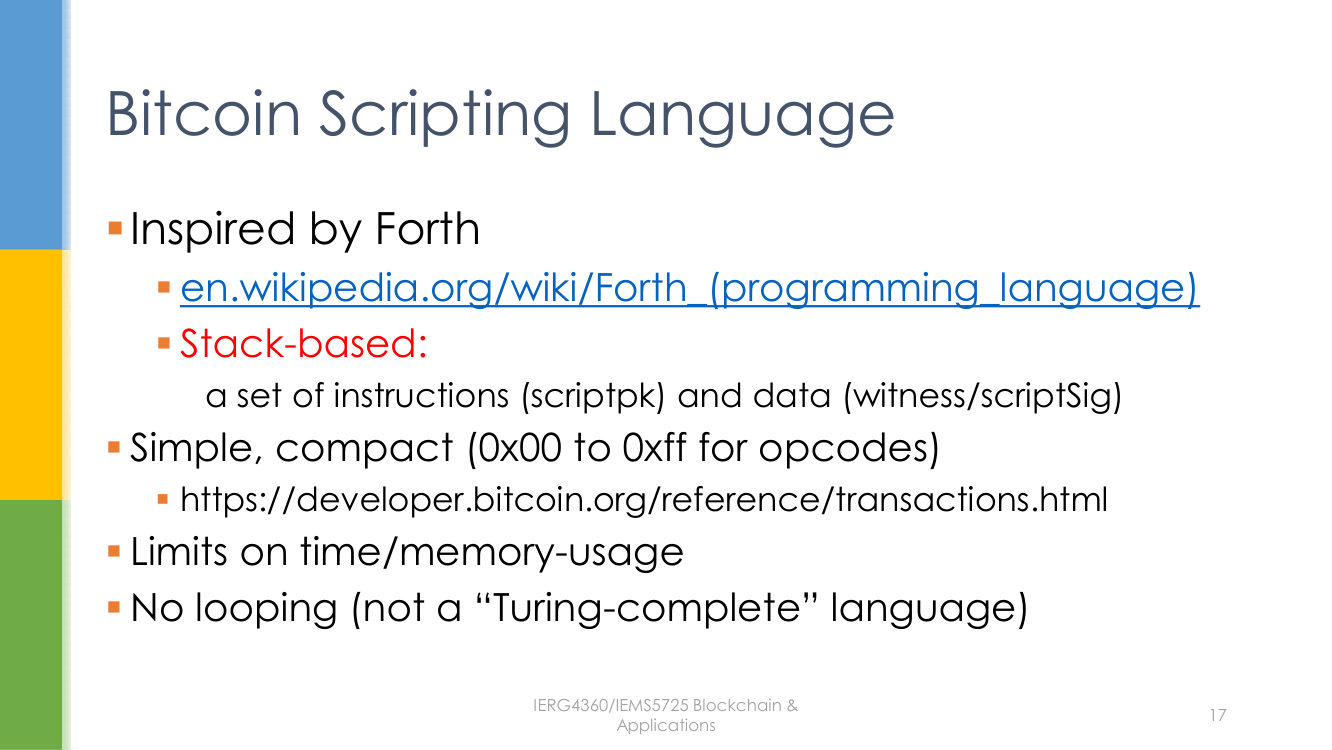 Bitcoin Scripting Language
Inspired by Forth
en.wikipedia.org/wiki/Forth_(programming_language)
Stack-based:
a set of instructions (scriptpk) and data (witness/scriptSig)
Simple, compact (0x00 to 0xff for opcodes)
https://developer.bitcoin.org/reference/transactions.html
Limits on time/memory-usage
No looping (not a “Turing-complete” language)
IERG4360/IEMS5725 Blockchain &
Applications
17